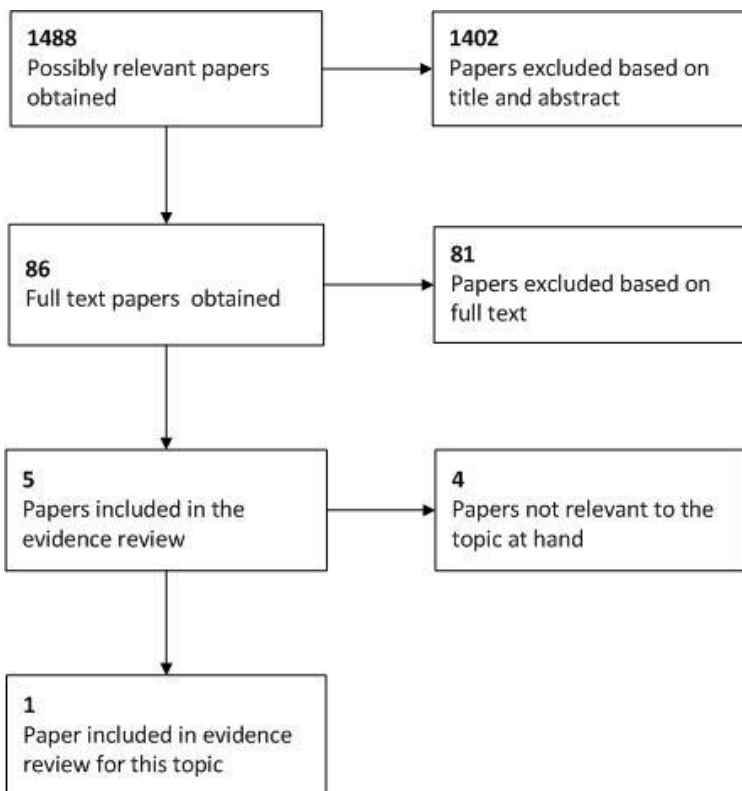 1488
Possibly relevant papers
obtained
1402
Papers excluded based on
title and abstract
86
Full text papers obtained
81
Papers excluded based on
full text
5
Papers included in the
evidence review
4
Papers not relevant to the
topic at hand
1
Paper included in evidence
review for this topic